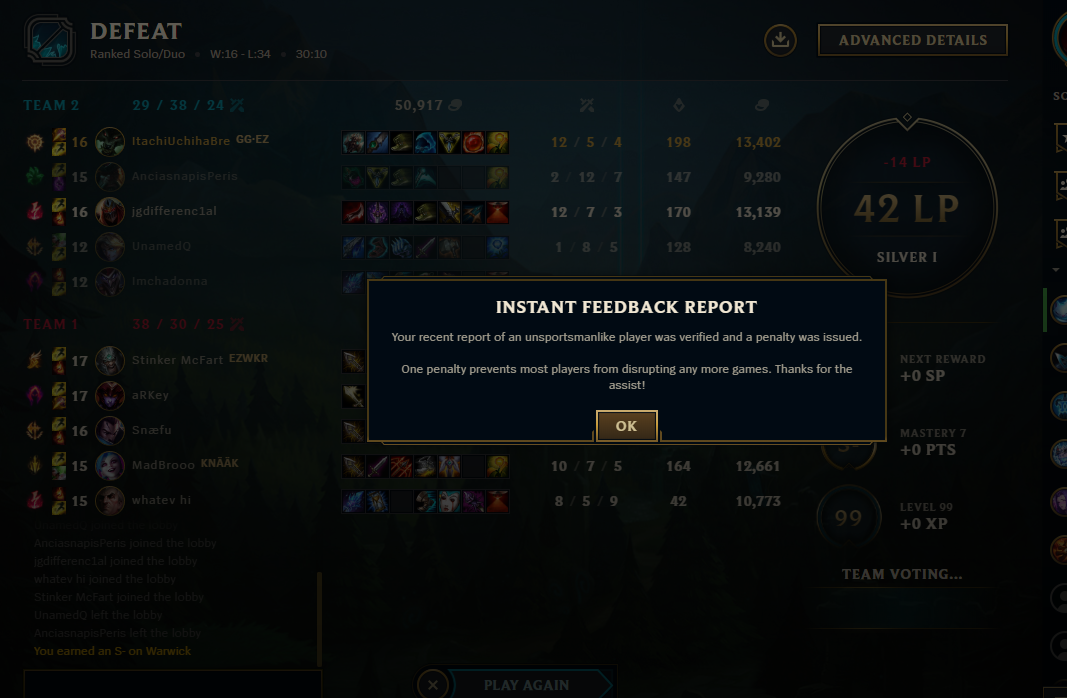 DEFEAT
Ranked Solo/Duo • W:16 - L:34 • 30:10
ADVANCED DETAILS
TEAM 2 29 / 38 / 24 50,917
16 ItachiUchihaBre GG-EZ 12 / 5 / 4 198 13,402
15 AnciasnapisPeris 2 / 12 / 7 147 9,280
16 jgdifferenc1al 12 / 7 / 3 170 13,139
12 UnamedQ 1 / 8 / 5 128 8,240
12 Imchadonna
-14 LP
42 LP
SILVER I
INSTANT FEEDBACK REPORT
Your recent report of an unsportsmanlike player was verified and a penalty was issued.
One penalty prevents most players from disrupting any more games. Thanks for the
assist!
OK
TEAM 1 38 / 30 / 25
17 Stinker McFart EZWKR
17 aRKey
16 Snæfu
15 MadBrooo KNÄÄK 10 / 7 / 5 164 12,661
15 whatev hi 8 / 5 / 9 42 10,773
NEXT REWARD
+0 SP
MASTERY 7
+0 PTS
99
LEVEL 99
+0 XP
TEAM VOTING...
AnciasnapisPeris joined the lobby
jgdifferenc1al joined the lobby
whatev hi joined the lobby
Stinker McFart joined the lobby
UnamedQ left the lobby
AnciasnapisPeris left the lobby
You earned an S- on Warwick
PLAY AGAIN